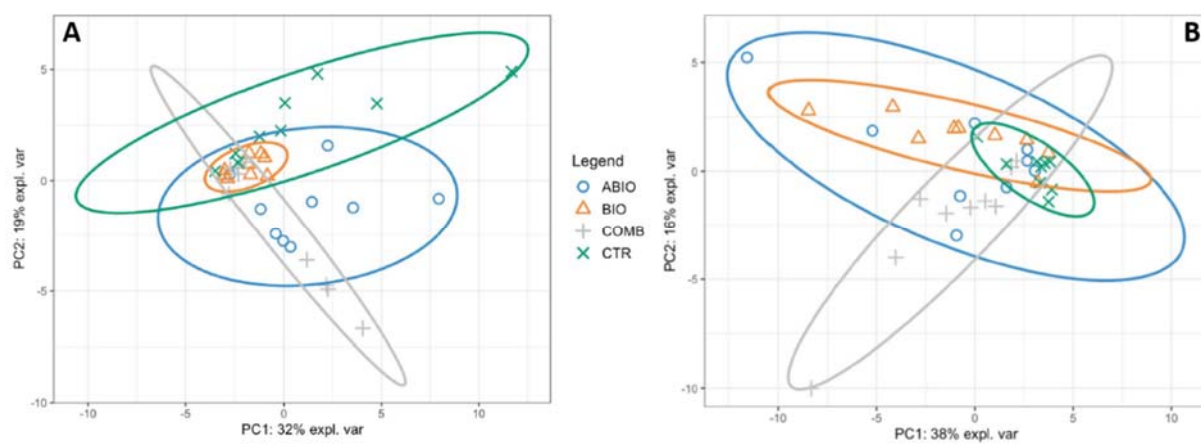 A
5
0
-5
-10
-10
-5
0
5
10
PC2: 19% expl. var
PC1: 32% expl. var
Legend
ABIO
BIO
COMB
CTR
B
5
0
-5
-10
-10
-5
0
5
10
PC2: 16% expl. var
PC1: 38% expl. var